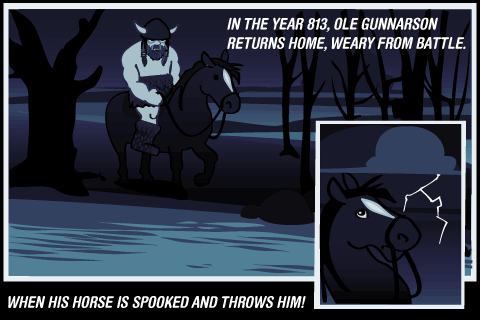 IN THE YEAR 813, OLE GUNNARSON
RETURNS HOME, WEARY FROM BATTLE.
WHEN HIS HORSE IS SPOOKED AND THROWS HIM!